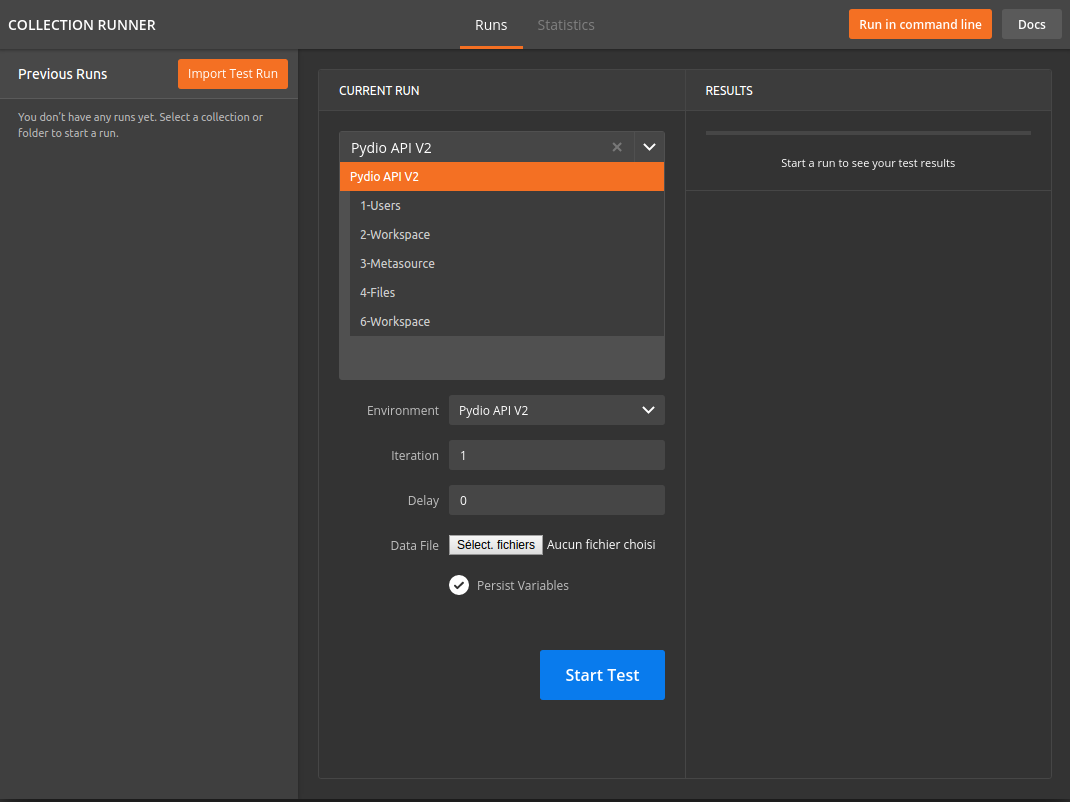 COLLECTION RUNNER
Runs
Statistics
Run in command line
Docs
Previous Runs
Import Test Run
You don't have any runs yet. Select a collection or
folder to start a run.
CURRENT RUN
Pydio API V2
Pydio API V2
1-Users
2-Workspace
3-Metasource
4-Files
6-Workspace
Environment
Pydio API V2
Iteration
1
Delay
0
Data File
Sélect. fichiers
Aucun fichier choisi
Persist Variables
Start Test
RESULTS
Start a run to see your test results